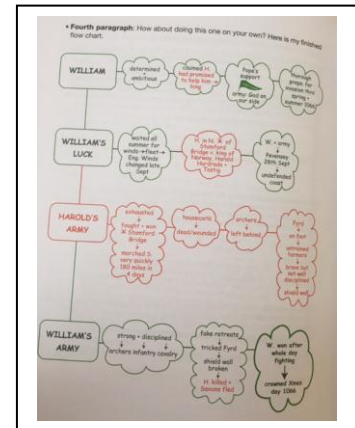 • Fourth paragraph: How about doing this one on your own? Here is my finished
flow chart.
WILLIAM
determined
+
ambitious
claimed H.
had promised
to help him →
king
Pope's
support
army: God on
our side
thorough
preps for
invasion thru
spring +
summer 1066
WILLIAM'S
LUCK
waited all
summer for
winds → fleet →
Eng. Winds
changed late
Sept
H. in N. X of
Stamford
Bridge v. King of
Norway, Harald
Hardrada +
Tostig
W. + army
Pevensey
28th Sept
undefended
coast
HAROLD'S
ARMY
exhausted
fought + won
X Stamford
Bridge
marched S.
very quickly
180 miles in
4 days
housecarls
dead/wounded
archers
left behind
Fyrd
on foot
untrained
farmers
brave but
not well
disciplined
shield wall
WILLIAM'S
ARMY
strong + disciplined
archers infantry cavalry
fake retreats
tricked Fyrd
shield wall
broken
H. killed +
Saxons fled
W. won after
whole day
fighting
crowned Xmas
day 1066